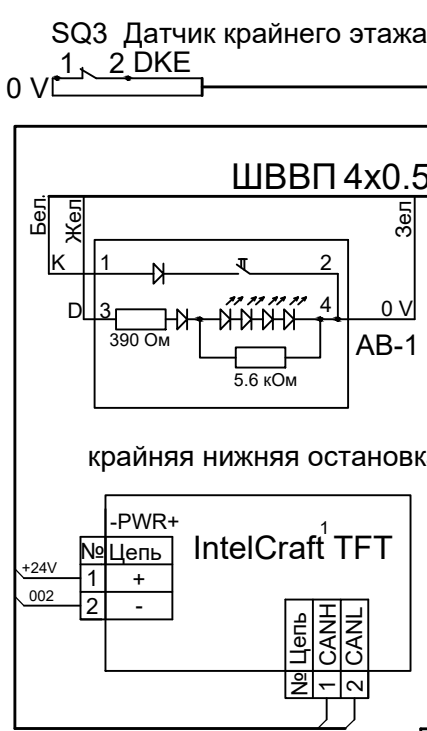 SQ3 Датчик крайнего этажа
1 2 DKE
0 V
ШВВП 4x0.5
Бел.
Жел
Зел
K 1 2
D 3 4 0 V
390 Ом
AB-1
5.6 кОм
крайняя нижняя остановк
-PWR+
№ Цепь
IntelCraft TFT
1
+24V
1 +
002
2 -
№ Цепь
1 CANH
2 CANL